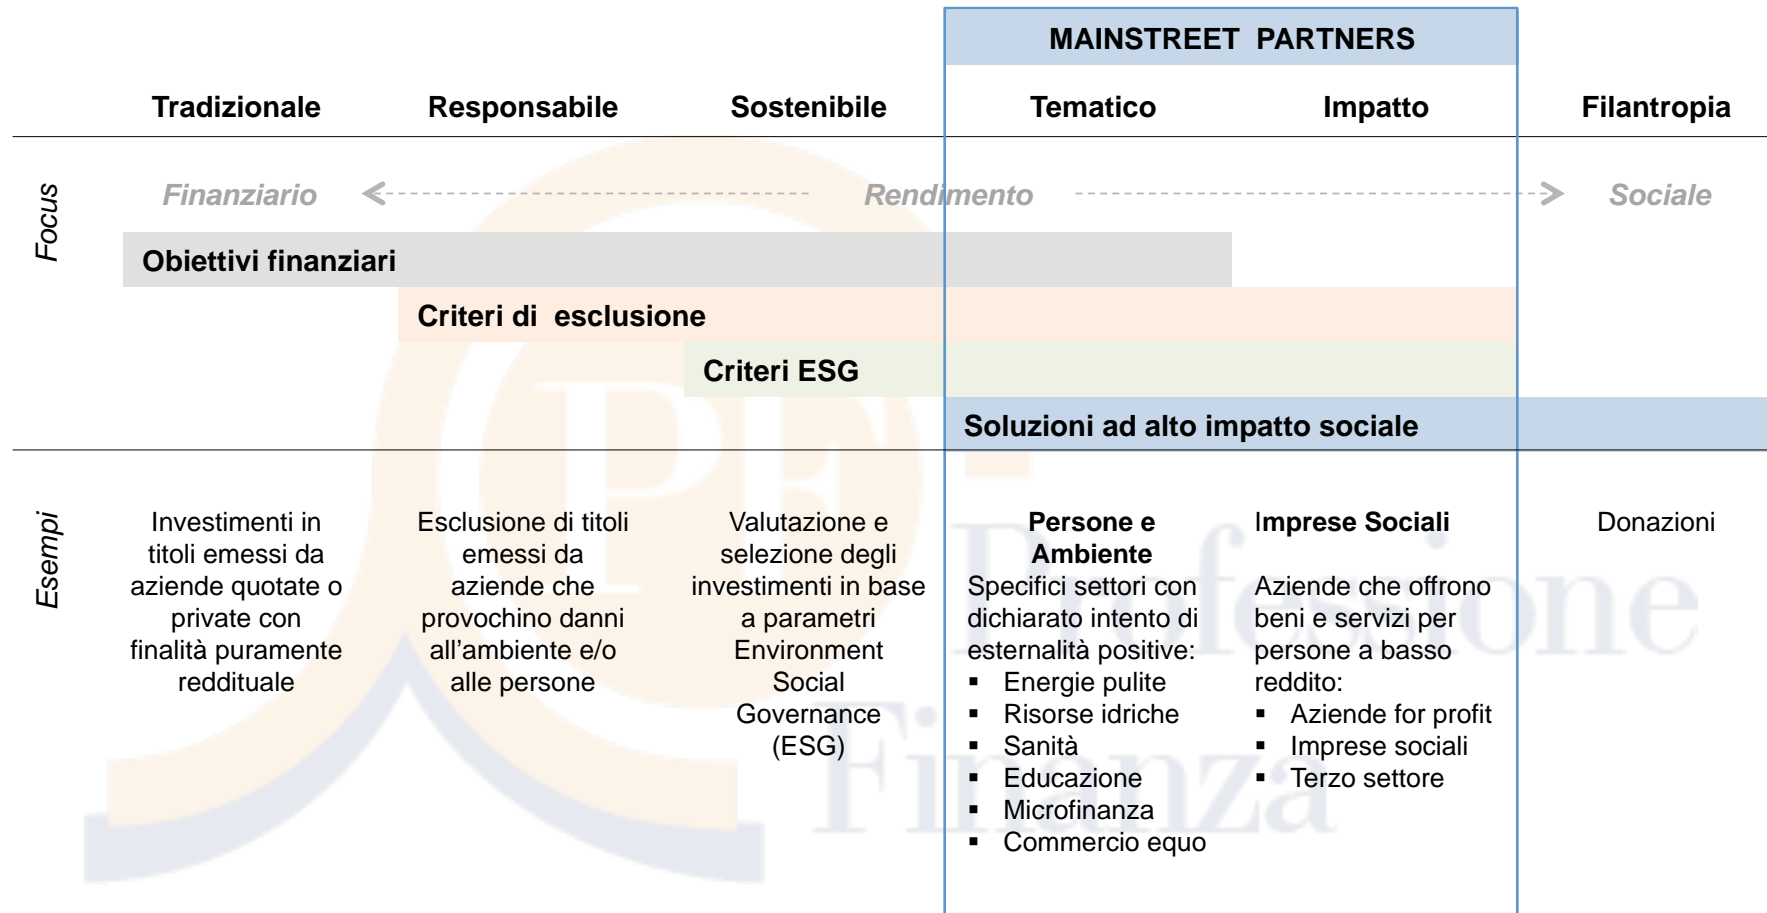 MAINSTREET PARTNERS
Tradizionale
Responsabile
Sostenibile
Tematico
Impatto
Filantropia
Focus
Finanziario
Rendimento
Sociale
Obiettivi finanziari
Criteri di esclusione
Criteri ESG
Soluzioni ad alto impatto sociale
Esempi
Investimenti in
titoli emessi da
aziende quotate o
private con
finalità puramente
reddituale
Esclusione di titoli
emessi da
aziende che
provochino danni
all’ambiente e/o
alle persone
Valutazione e
selezione degli
investimenti in base
a parametri
Environment
Social
Governance
(ESG)
Persone e
Ambiente
Specifici settori con
dichiarato intento di
esternalità positive:
▪ Energie pulite
▪ Risorse idriche
▪ Sanità
▪ Educazione
▪ Microfinanza
▪ Commercio equo
Imprese Sociali
Aziende che offrono
beni e servizi per
persone a basso
reddito:
▪ Aziende for profit
▪ Imprese sociali
▪ Terzo settore
Donazioni
PF
Professione
Finanza